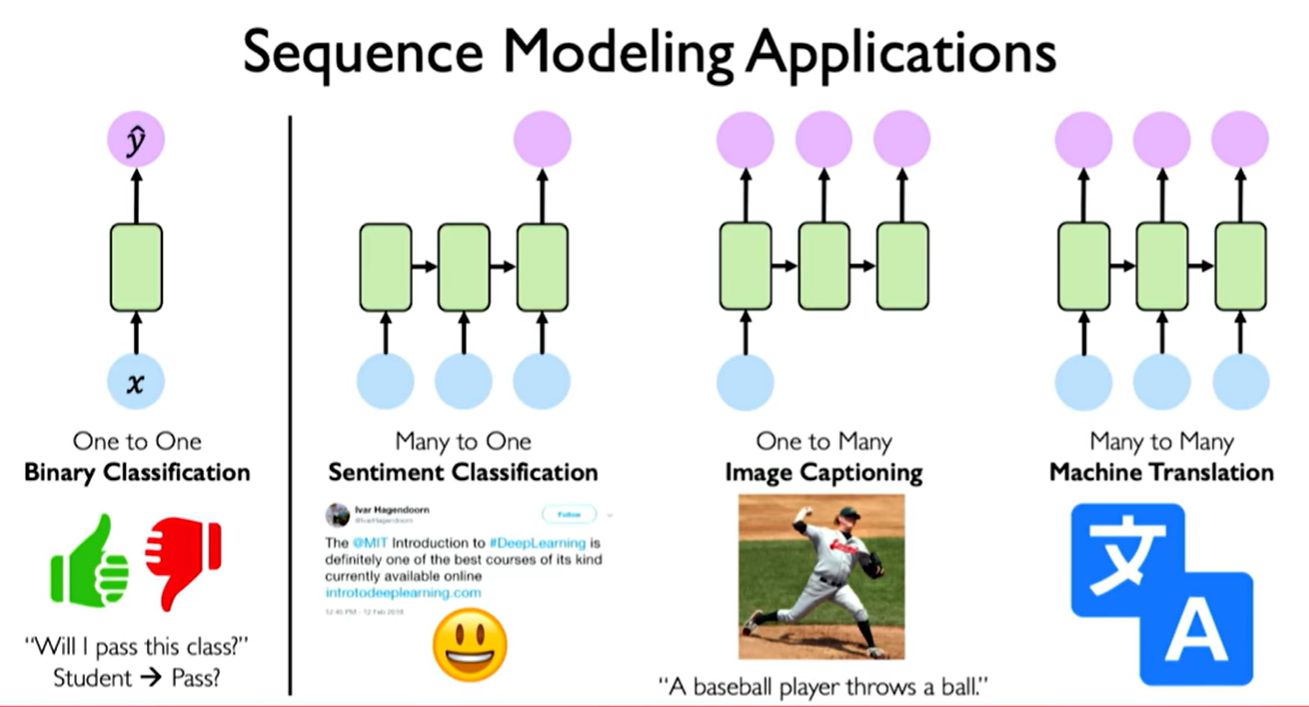 Sequence Modeling Applications
ŷ
x
One to One
Binary Classification
"Will I pass this class?"
Student → Pass?
Many to One
Sentiment Classification
Ivar Hagendoorn
@IvarHagendoorn
Follow
The @MIT Introduction to #DeepLearning is
definitely one of the best courses of its kind
currently available online
introtodeeplearning.com
12:45 PM - 12 Feb 2018
One to Many
Image Captioning
"A baseball player throws a ball."
Many to Many
Machine Translation
文
A